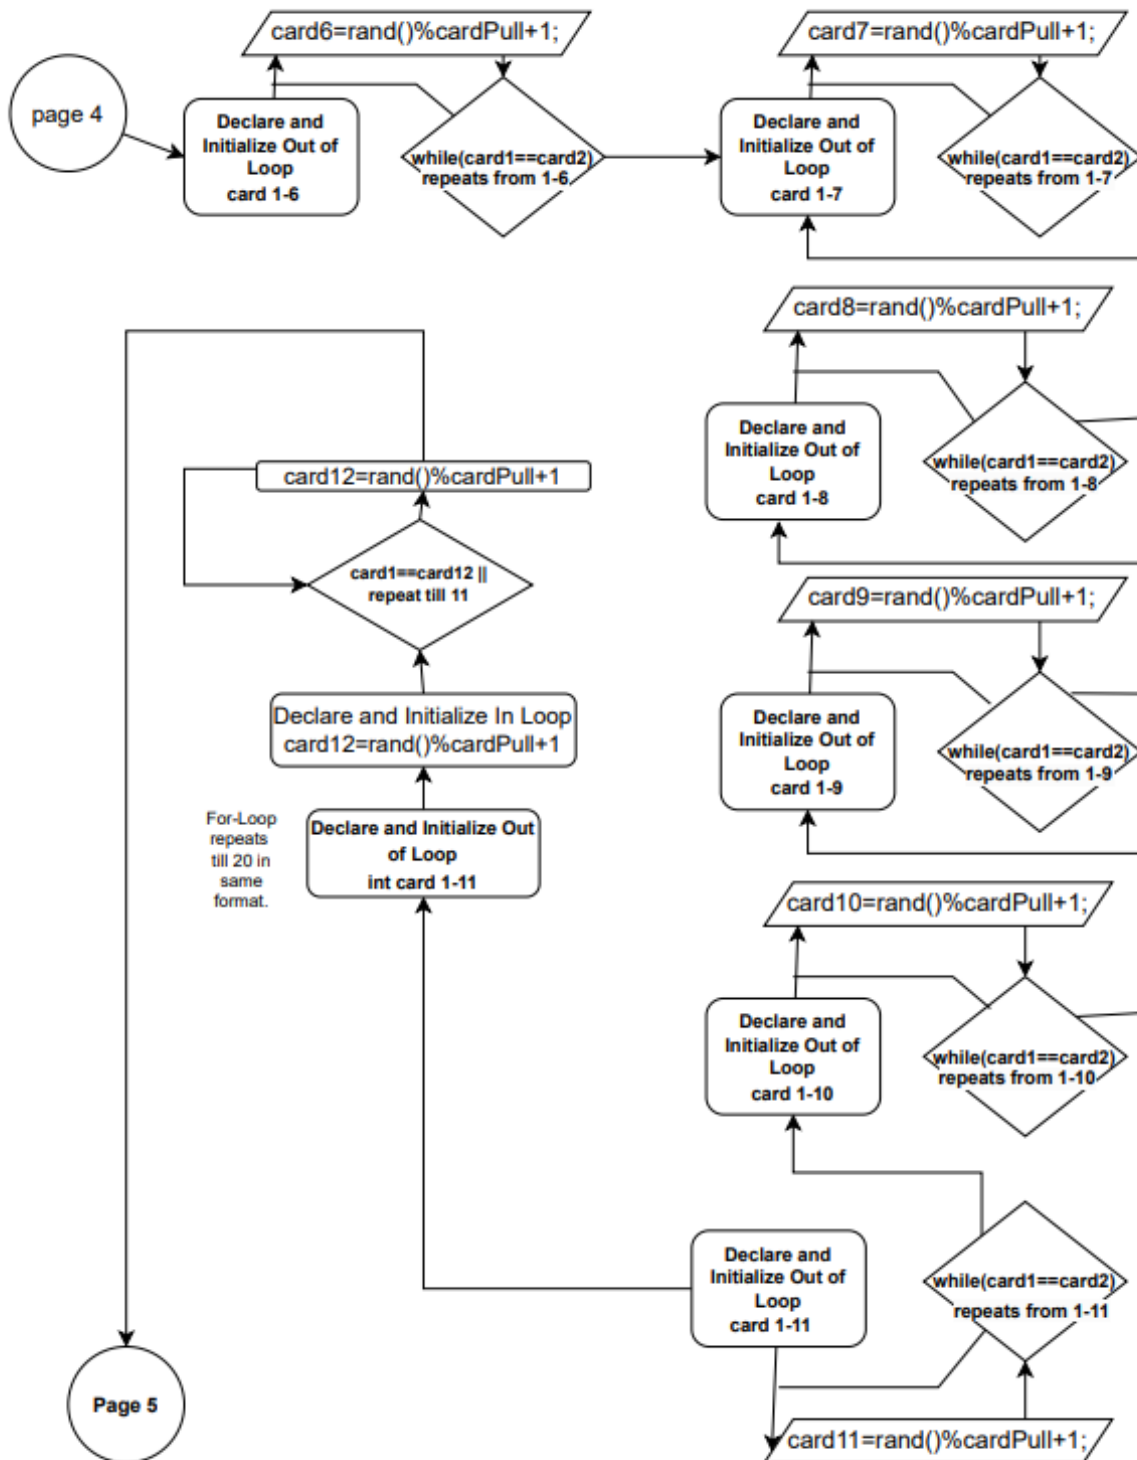 card6=rand()%cardPull+1;
card7=rand()%cardPull+1;
page 4
Declare and
Initialize Out of
Loop
card 1-6
while(card1==card2)
repeats from 1-6
Declare and
Initialize Out of
Loop
card 1-7
while(card1==card2)
repeats from 1-7
card8=rand()%cardPull+1;
Declare and
Initialize Out of
Loop
card 1-8
while(card1==card2)
repeats from 1-8
card12=rand()%cardPull+1
card1==card12 ||
repeat till 11
card9=rand()%cardPull+1;
Declare and Initialize In Loop
card12=rand()%cardPull+1
Declare and
Initialize Out of
Loop
card 1-9
while(card1==card2)
repeats from 1-9
For-Loop
repeats
till 20 in
same
format.
Declare and Initialize Out
of Loop
int card 1-11
card10=rand()%cardPull+1;
Declare and
Initialize Out of
Loop
card 1-10
while(card1==card2)
repeats from 1-10
Declare and
Initialize Out of
Loop
card 1-11
while(card1==card2)
repeats from 1-11
Page 5
card11=rand()%cardPull+1;